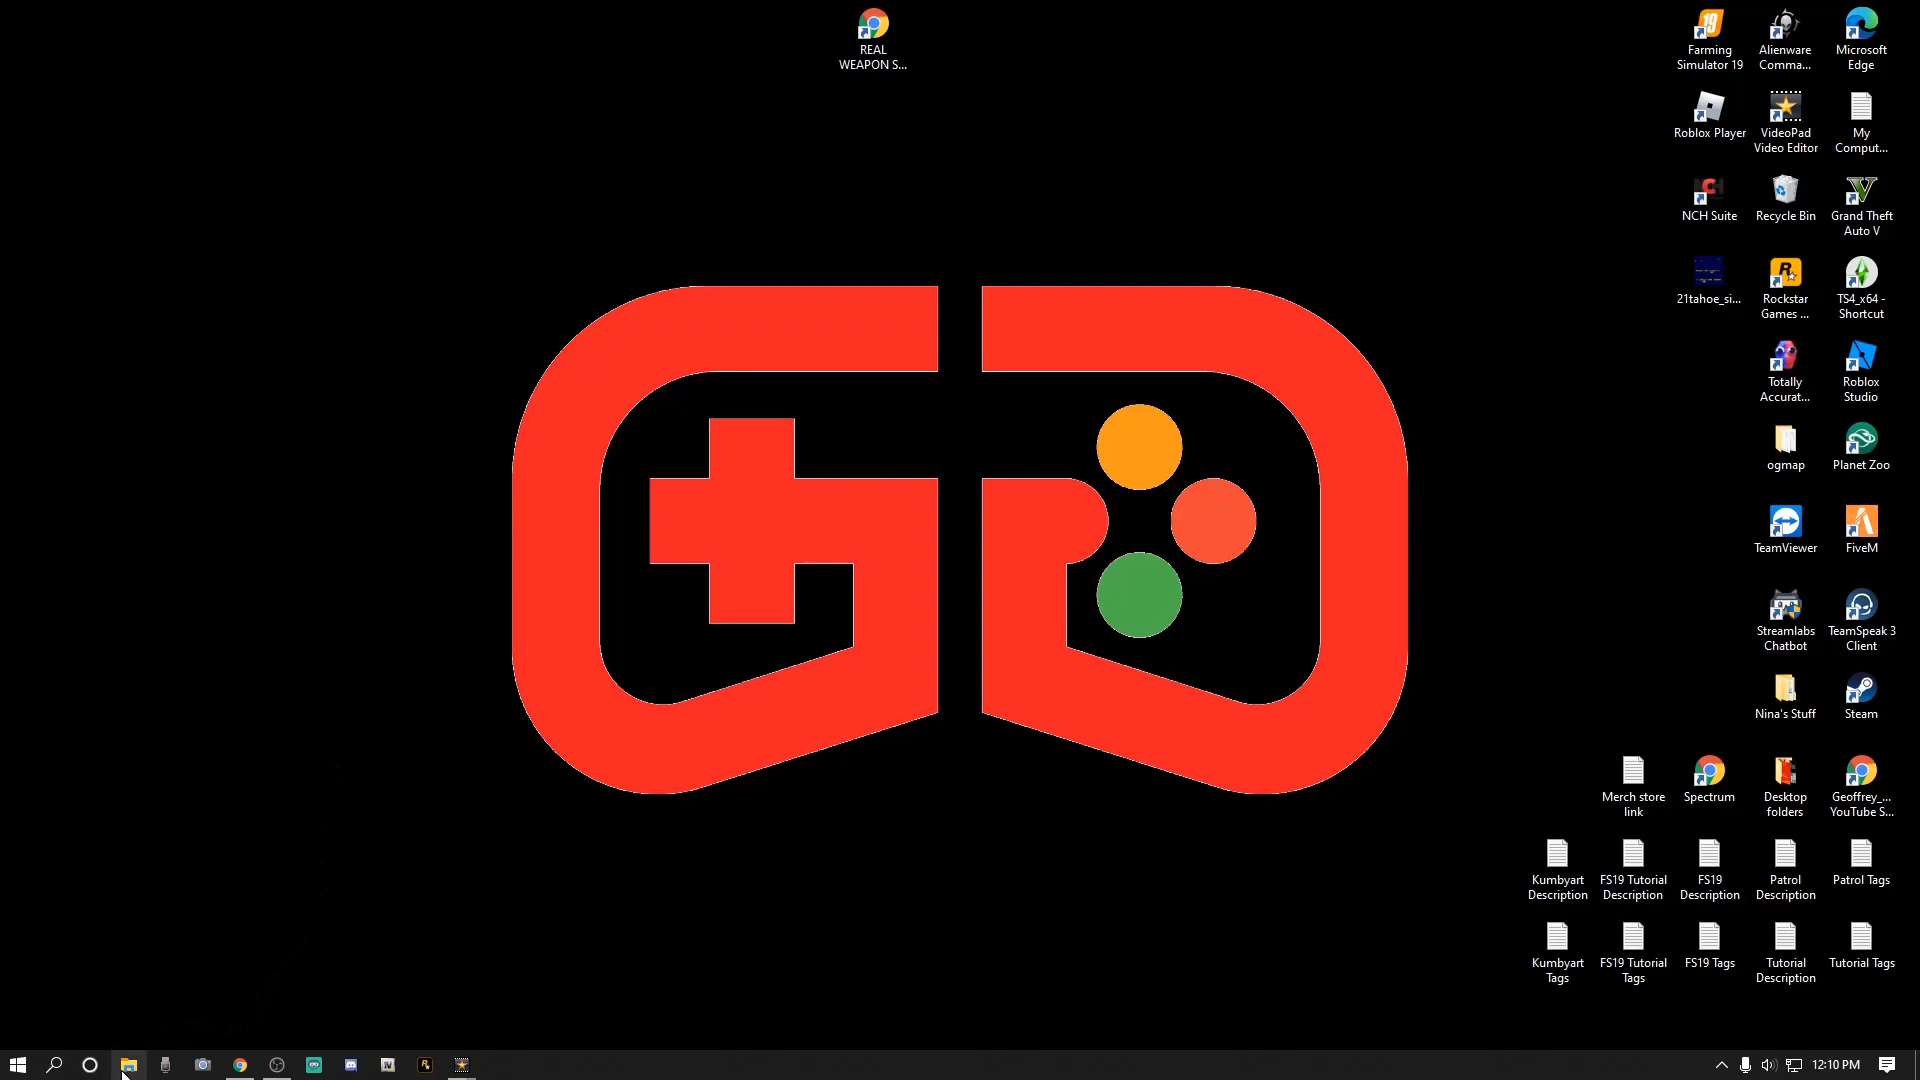 REAL
WEAPON S...
Farming
Simulator 19
Alienware
Comma...
Microsoft
Edge
Roblox Player
VideoPad
Video Editor
My
Comput...
NCH Suite
Recycle Bin
Grand Theft
Auto V
21tahoe_si...
Rockstar
Games ...
TS4_x64 -
Shortcut
Totally
Accurat...
Roblox
Studio
ogmap
Planet Zoo
TeamViewer
FiveM
Streamlabs
Chatbot
TeamSpeak 3
Client
Nina's Stuff
Steam
Merch store
link
Spectrum
Desktop
folders
Geoffrey_...
YouTube S...
Kumbyart
Description
FS19 Tutorial
Description
FS19
Description
Patrol
Description
Patrol Tags
Kumbyart
Tags
FS19 Tutorial
Tags
FS19 Tags
Tutorial
Description
Tutorial Tags
12:10 PM